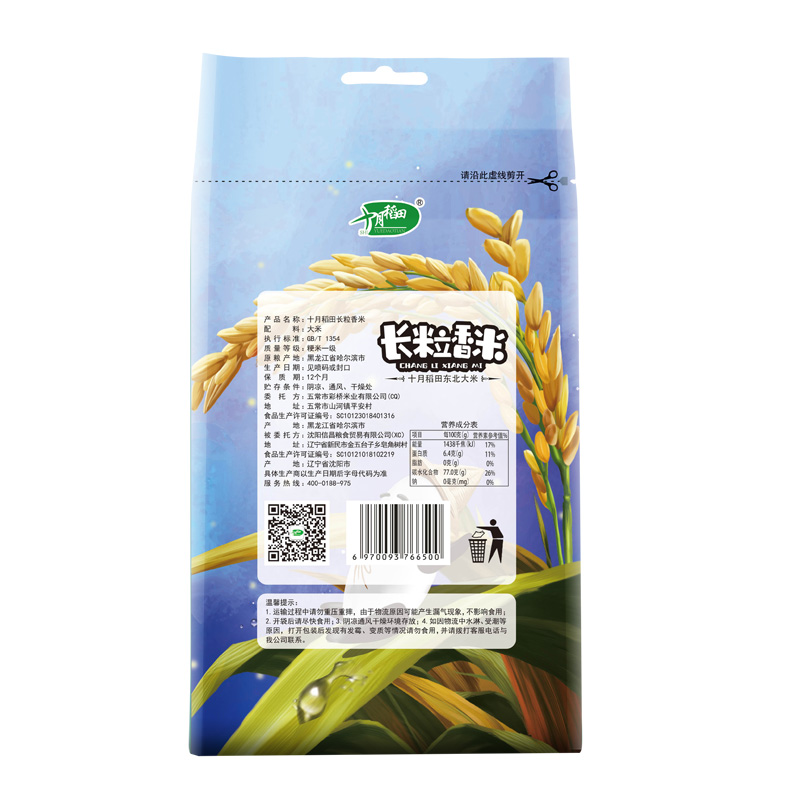 请沿此虚线剪开
十月稻田
®
产品名称：十月稻田长粒香米
配　　料：大米
执行标准：GB/T 1354
质量等级：粳米一级
原粮产地：黑龙江省哈尔滨市
生产日期：见喷码或封口
保 质 期：12个月
贮存条件：阴凉、通风、干燥处
委 托 方：五常市彩桥米业有限公司(CQ)
地　　址：五常市山河镇平安村
食品生产许可证编号：SC10123018401316
产　　地：黑龙江省哈尔滨市
被委托方：沈阳信昌粮食贸易有限公司(XC)
地　　址：辽宁省新民市金五台子乡皂角树村
食品生产许可证编号：SC10121018102219
产　　地：辽宁省沈阳市
具体生产商以生产日期后字母代码为准
服务热线：400-0188-975
长粒香米
CHANG LI XIANG MI
十月稻田东北大米
营养成分表
项目 每100克(g) 营养素参考值%
能量 1438千焦(kJ) 17%
蛋白质 6.4克(g) 11%
脂肪 0克(g) 0%
碳水化合物 77.0克(g) 26%
钠 0毫克(mg) 0%
6 970093 766500
温馨提示：
1.运输过程中请勿重压重摔，由于物流原因可能产生漏气现象，不影响食用；
2.开袋后请尽快食用；3.阴凉通风干燥环境存放；4.如因物流中水淋、受潮等
原因，打开包装后发现有发霉、变质等情况请勿食用，并请拨打客服电话与
我公司联系。